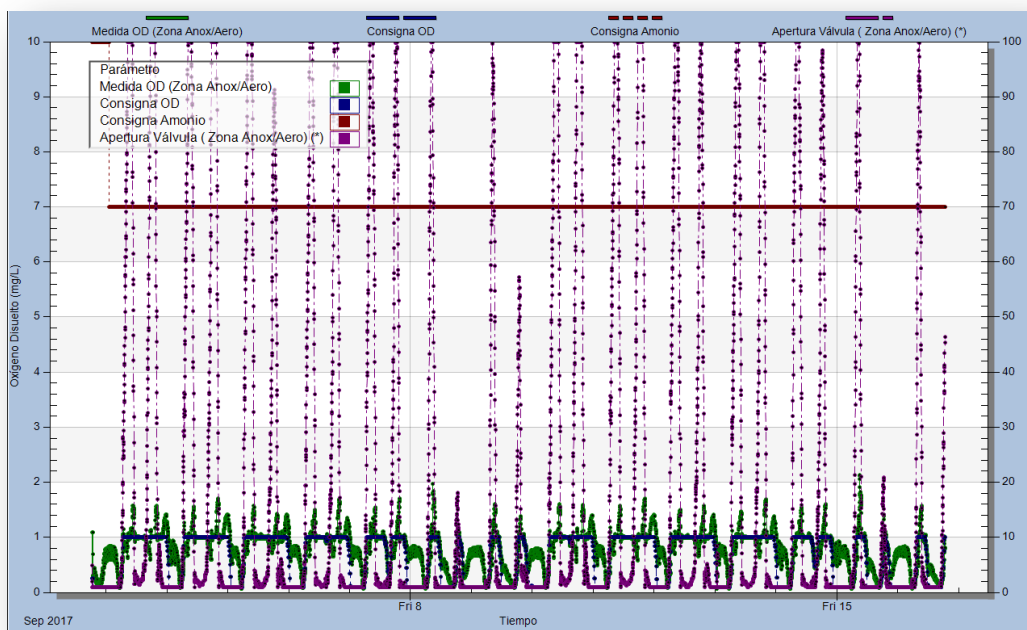 Medida OD (Zona Anox/Aero) Consigna OD Consigna Amonio Apertura Válvula ( Zona Anox/Aero) (*)
Parámetro
Medida OD (Zona Anox/Aero)
Consigna OD
Consigna Amonio
Apertura Válvula ( Zona Anox/Aero) (*)
Oxígeno Disuelto (mg/L)
10 100
9 90
8 80
7 70
6 60
5 50
4 40
3 30
2 20
1 10
0 0
Fri 8 Fri 15
Sep 2017 Tiempo